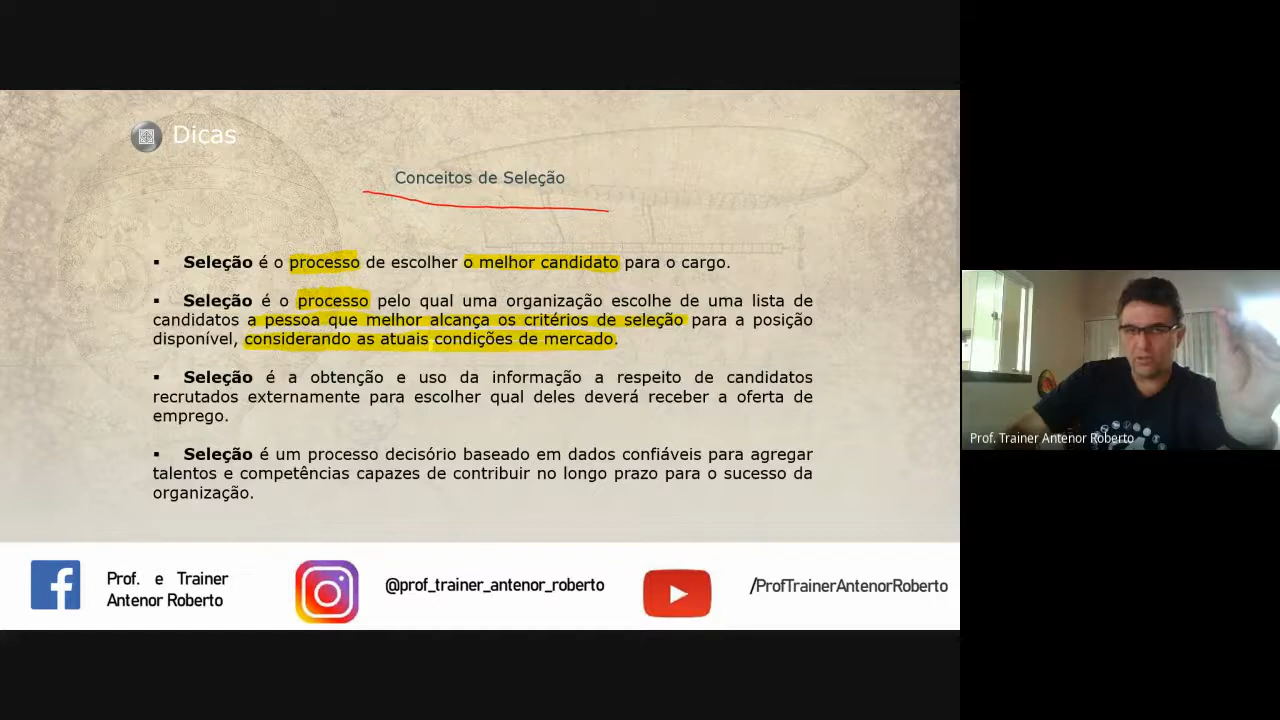 Dicas
Conceitos de Seleção
▪ Seleção é o processo de escolher o melhor candidato para o cargo.
▪ Seleção é o processo pelo qual uma organização escolhe de uma lista de
candidatos a pessoa que melhor alcança os critérios de seleção para a posição
disponível, considerando as atuais condições de mercado.
▪ Seleção é a obtenção e uso da informação a respeito de candidatos
recrutados externamente para escolher qual deles deverá receber a oferta de
emprego.
▪ Seleção é um processo decisório baseado em dados confiáveis para agregar
talentos e competências capazes de contribuir no longo prazo para o sucesso da
organização.
Prof. e Trainer
Antenor Roberto
@prof_trainer_antenor_roberto
/ProfTrainerAntenorRoberto
Prof. Trainer Antenor Roberto